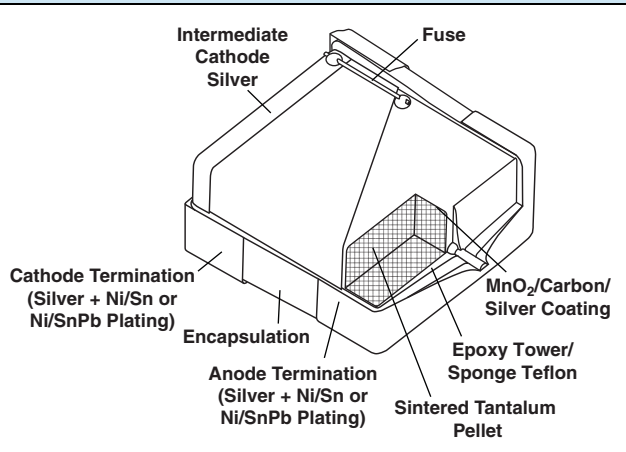 Intermediate
Cathode
Silver
Fuse
Cathode Termination
(Silver + Ni/Sn or
Ni/SnPb Plating)
Encapsulation
Anode Termination
(Silver + Ni/Sn or
Ni/SnPb Plating)
MnO₂/Carbon/
Silver Coating
Epoxy Tower/
Sponge Teflon
Sintered Tantalum
Pellet